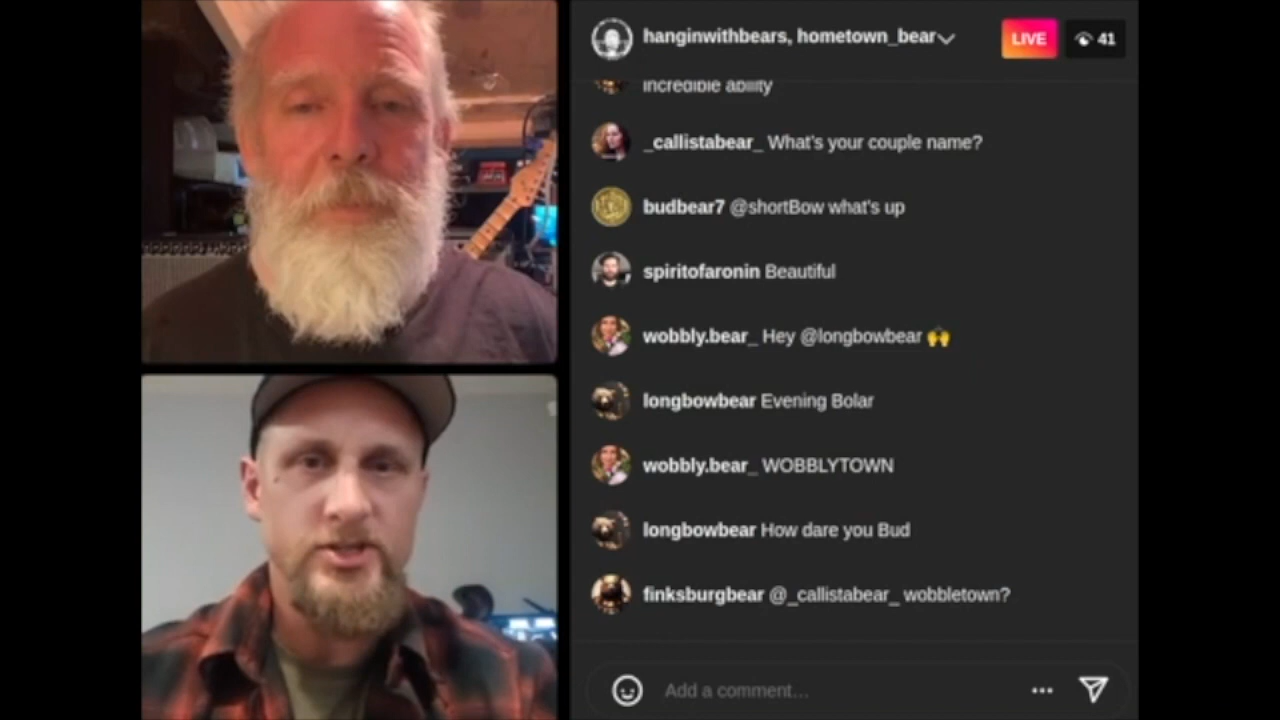 hanginwithbears, hometown_bear
LIVE
41
incredible ability
_callistabear_ What's your couple name?
budbear7 @shortBow what's up
spiritofaronin Beautiful
wobbly.bear_ Hey @longbowbear 🙌
longbowbear Evening Bolar
wobbly.bear_ WOBBLYTOWN
longbowbear How dare you Bud
finksburgbear @_callistabear_ wobbletown?
Add a comment...